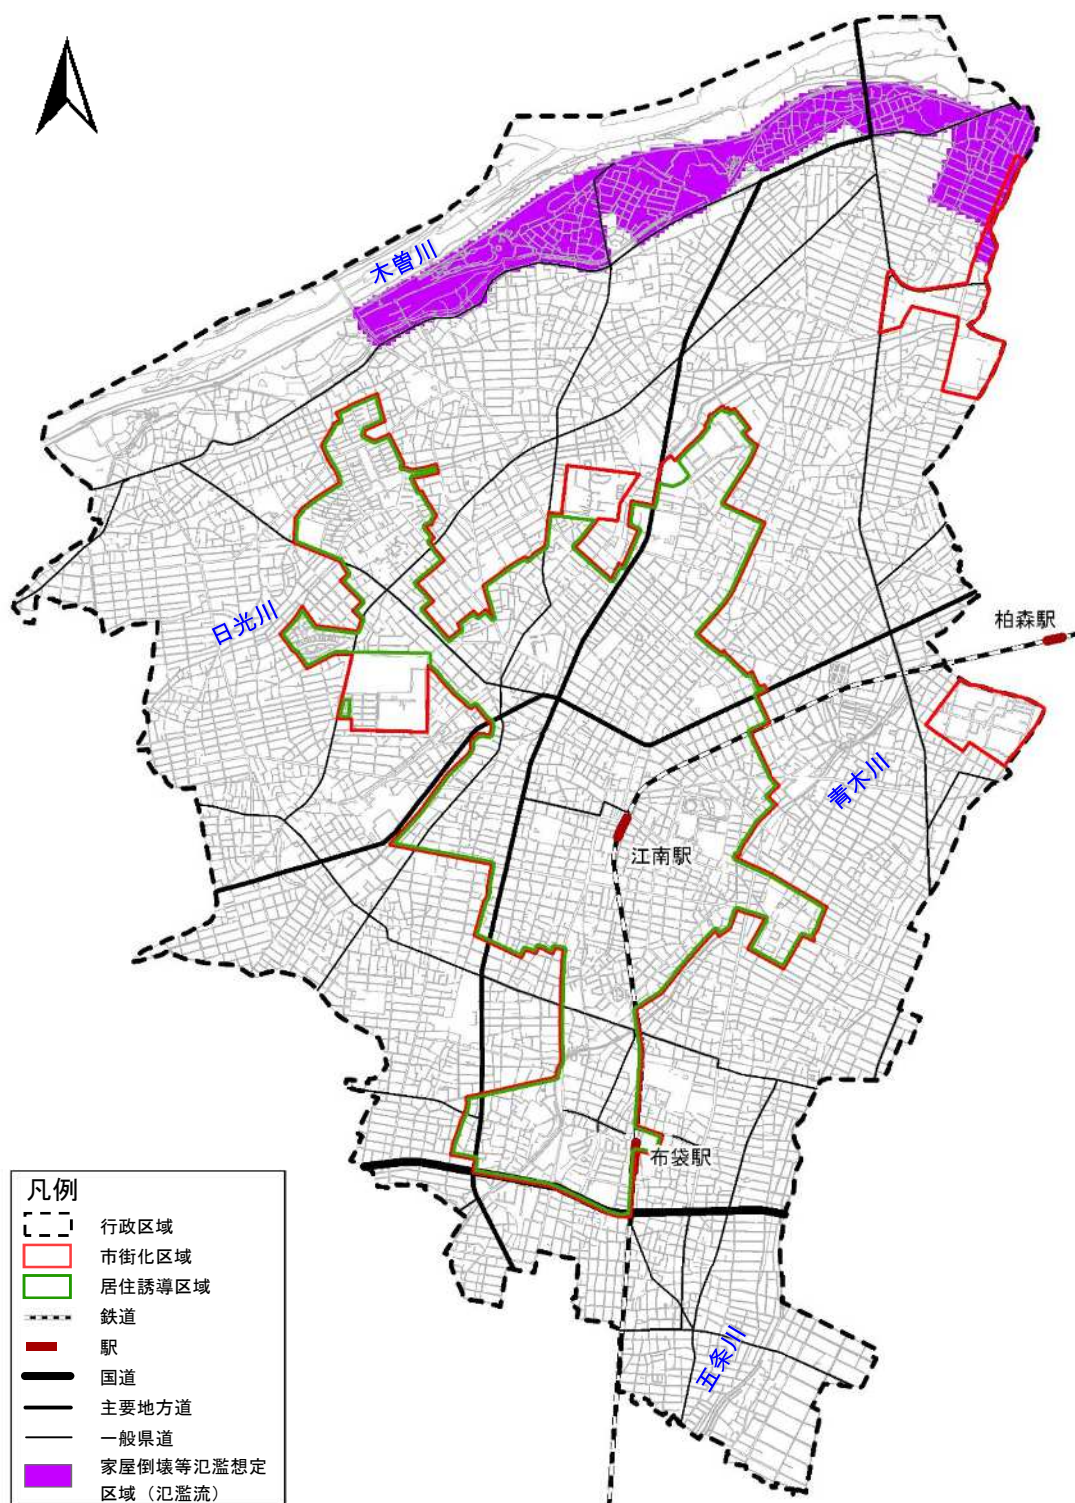 木曽川
日光川
柏森駅
青木川
江南駅
布袋駅
五条川
凡例
行政区域
市街化区域
居住誘導区域
鉄道
駅
国道
主要地方道
一般県道
家屋倒壊等氾濫想定
区域（氾濫流）